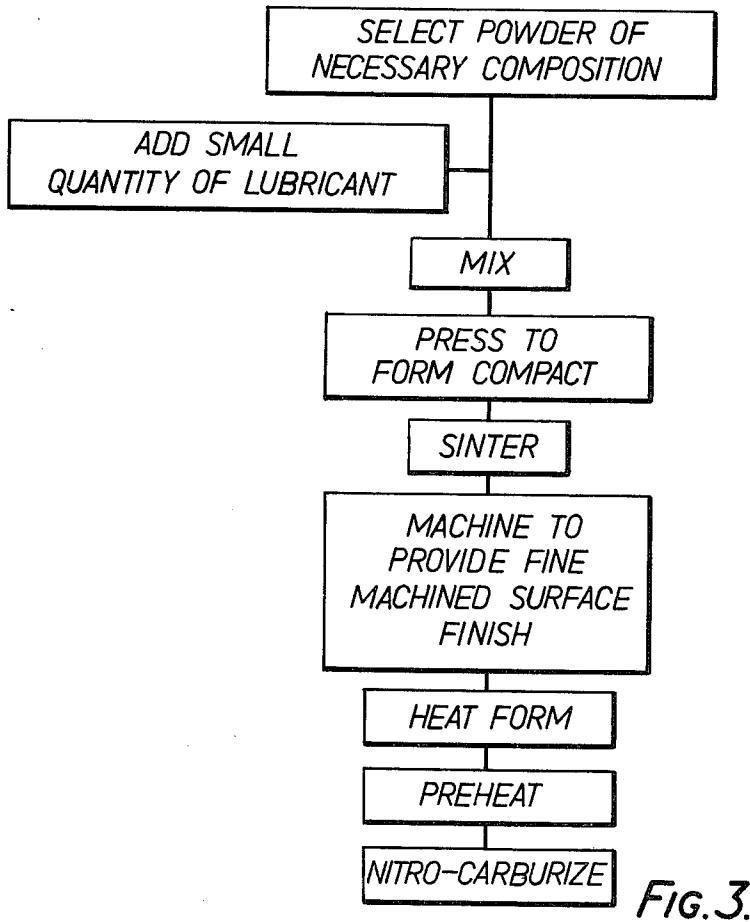 SELECT POWDER OF
NECESSARY COMPOSITION
ADD SMALL
QUANTITY OF LUBRICANT
MIX
PRESS TO
FORM COMPACT
SINTER
MACHINE TO
PROVIDE FINE
MACHINED SURFACE
FINISH
HEAT FORM
PREHEAT
NITRO-CARBURIZE
FIG.3.